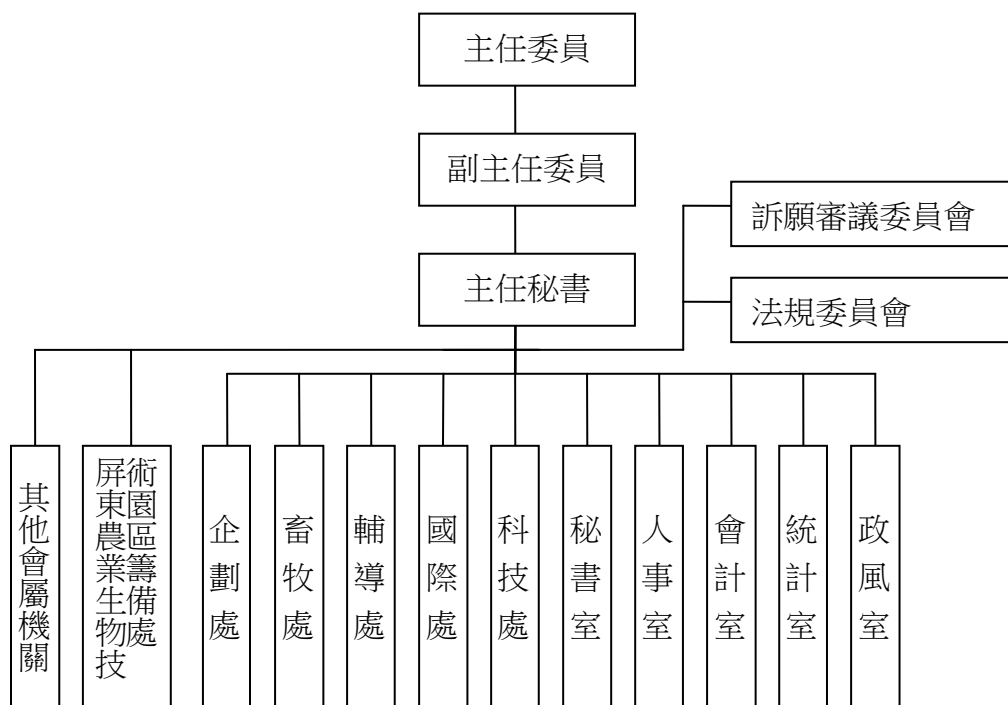 主任委員
副主任委員
訴願審議委員會
主任秘書
法規委員會
其他會屬機關
屏東農業生物技
術園區籌備處
企劃處
畜牧處
輔導處
國際處
科技處
秘書室
人事室
會計室
統計室
政風室